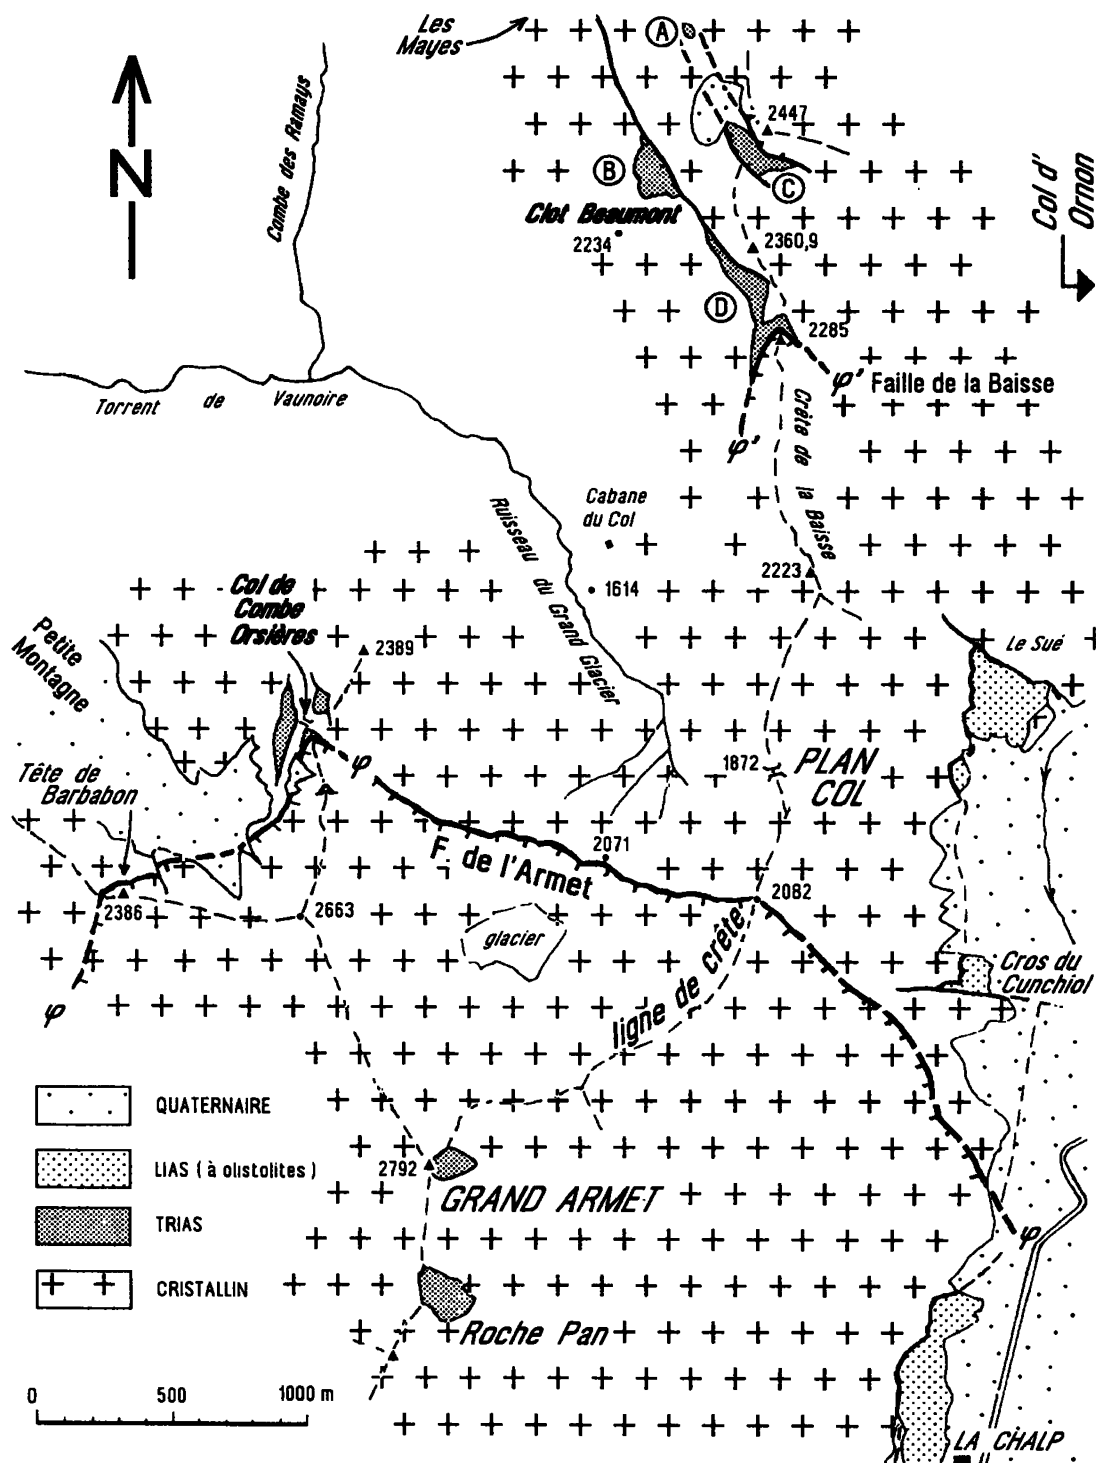 Les
Mayes
A
2447
Combe des Ramays
N
B
C
Clot Beaumont
2234
2360,9
Col d'
Ornon
D
2285
φ' Faille de la Baisse
Torrent de Vaunoire
φ'
Crête de la Baisse
Ruisseau du Grand Glacier
Cabane
du Col
2223
1614
Col de
Combe
Orsières
Petite
Montagne
2389
Le Sué
Tête de
Barbabon
φ
1872
PLAN
COL
2071
F. de l'Armet
2386
2663
2082
glacier
ligne de crête
Cros du
Cunchiol
φ
QUATERNAIRE
LIAS (à olistolites)
TRIAS
CRISTALLIN
2792
GRAND ARMET
φ
Roche Pan
0 500 1000 m
LA CHALP